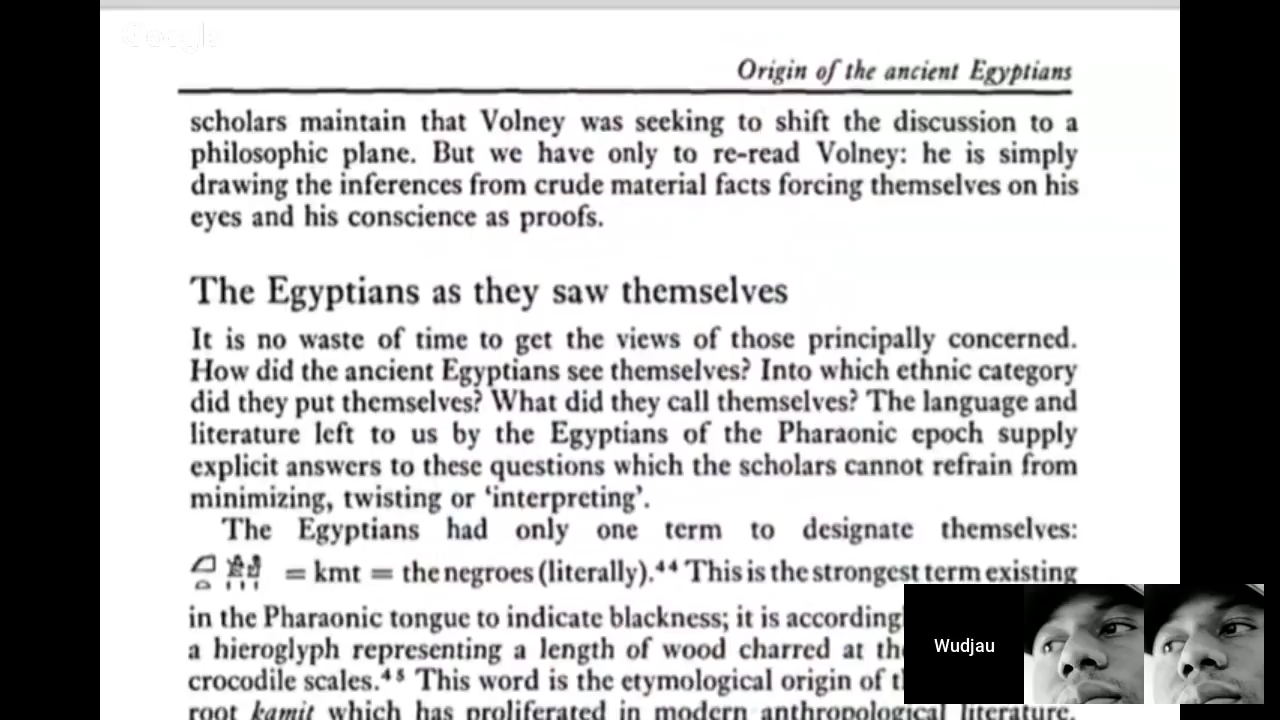 Google
Origin of the ancient Egyptians
scholars maintain that Volney was seeking to shift the discussion to a
philosophic plane. But we have only to re-read Volney: he is simply
drawing the inferences from crude material facts forcing themselves on his
eyes and his conscience as proofs.
The Egyptians as they saw themselves
It is no waste of time to get the views of those principally concerned.
How did the ancient Egyptians see themselves? Into which ethnic category
did they put themselves? What did they call themselves? The language and
literature left to us by the Egyptians of the Pharaonic epoch supply
explicit answers to these questions which the scholars cannot refrain from
minimizing, twisting or ‘interpreting’.
The Egyptians had only one term to designate themselves:
= kmt = the negroes (literally).⁴⁴ This is the strongest term existing
in the Pharaonic tongue to indicate blackness; it is
a hieroglyph representing a length of wood charred at
crocodile scales.⁴⁵ This word is the etymological origin of
root kamit which has proliferated in modern anthropological literature.
Wudjau